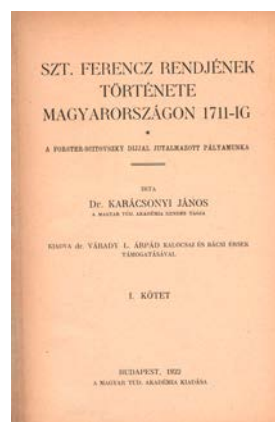 SZT. FERENCZ RENDJÉNEK
TÖRTÉNETE
MAGYARORSZÁGON 1711-IG
*
A FORSTER-SCITOVSZKY DIJJAL JUTALMAZOTT PÁLYAMUNKA
IRTA
Dr. KARÁCSONYI JÁNOS
A MAGYAR TUD. AKADÉMIA RENDES TAGJA
KIADVA dr. VÁRADY L. ÁRPÁD KALOCSAI ÉS BÁCSI ÉRSEK
TÁMOGATÁSÁVAL
I. KÖTET
BUDAPEST, 1922
A MAGYAR TUD. AKADÉMIA KIADÁSA